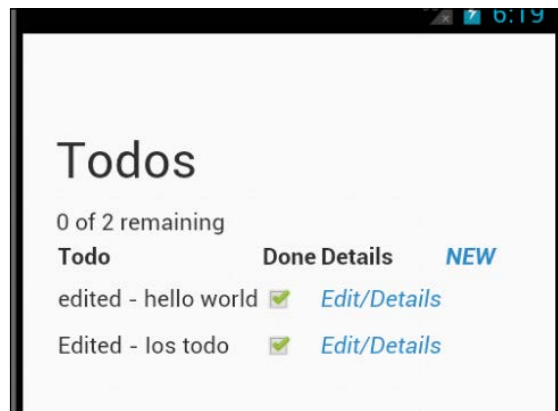 6:19
Todos
0 of 2 remaining
Todo Done Details NEW
edited - hello world Edit/Details
Edited - Ios todo Edit/Details